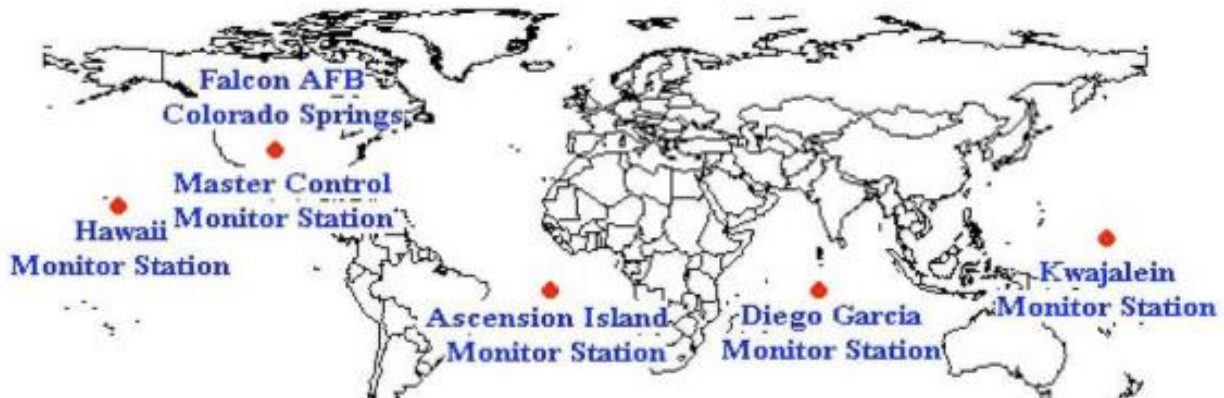 Falcon AFB
Colorado Springs
Master Control
Monitor Station
Hawaii
Monitor Station
Ascension Island
Monitor Station
Diego Garcia
Monitor Station
Kwajalein
Monitor Station